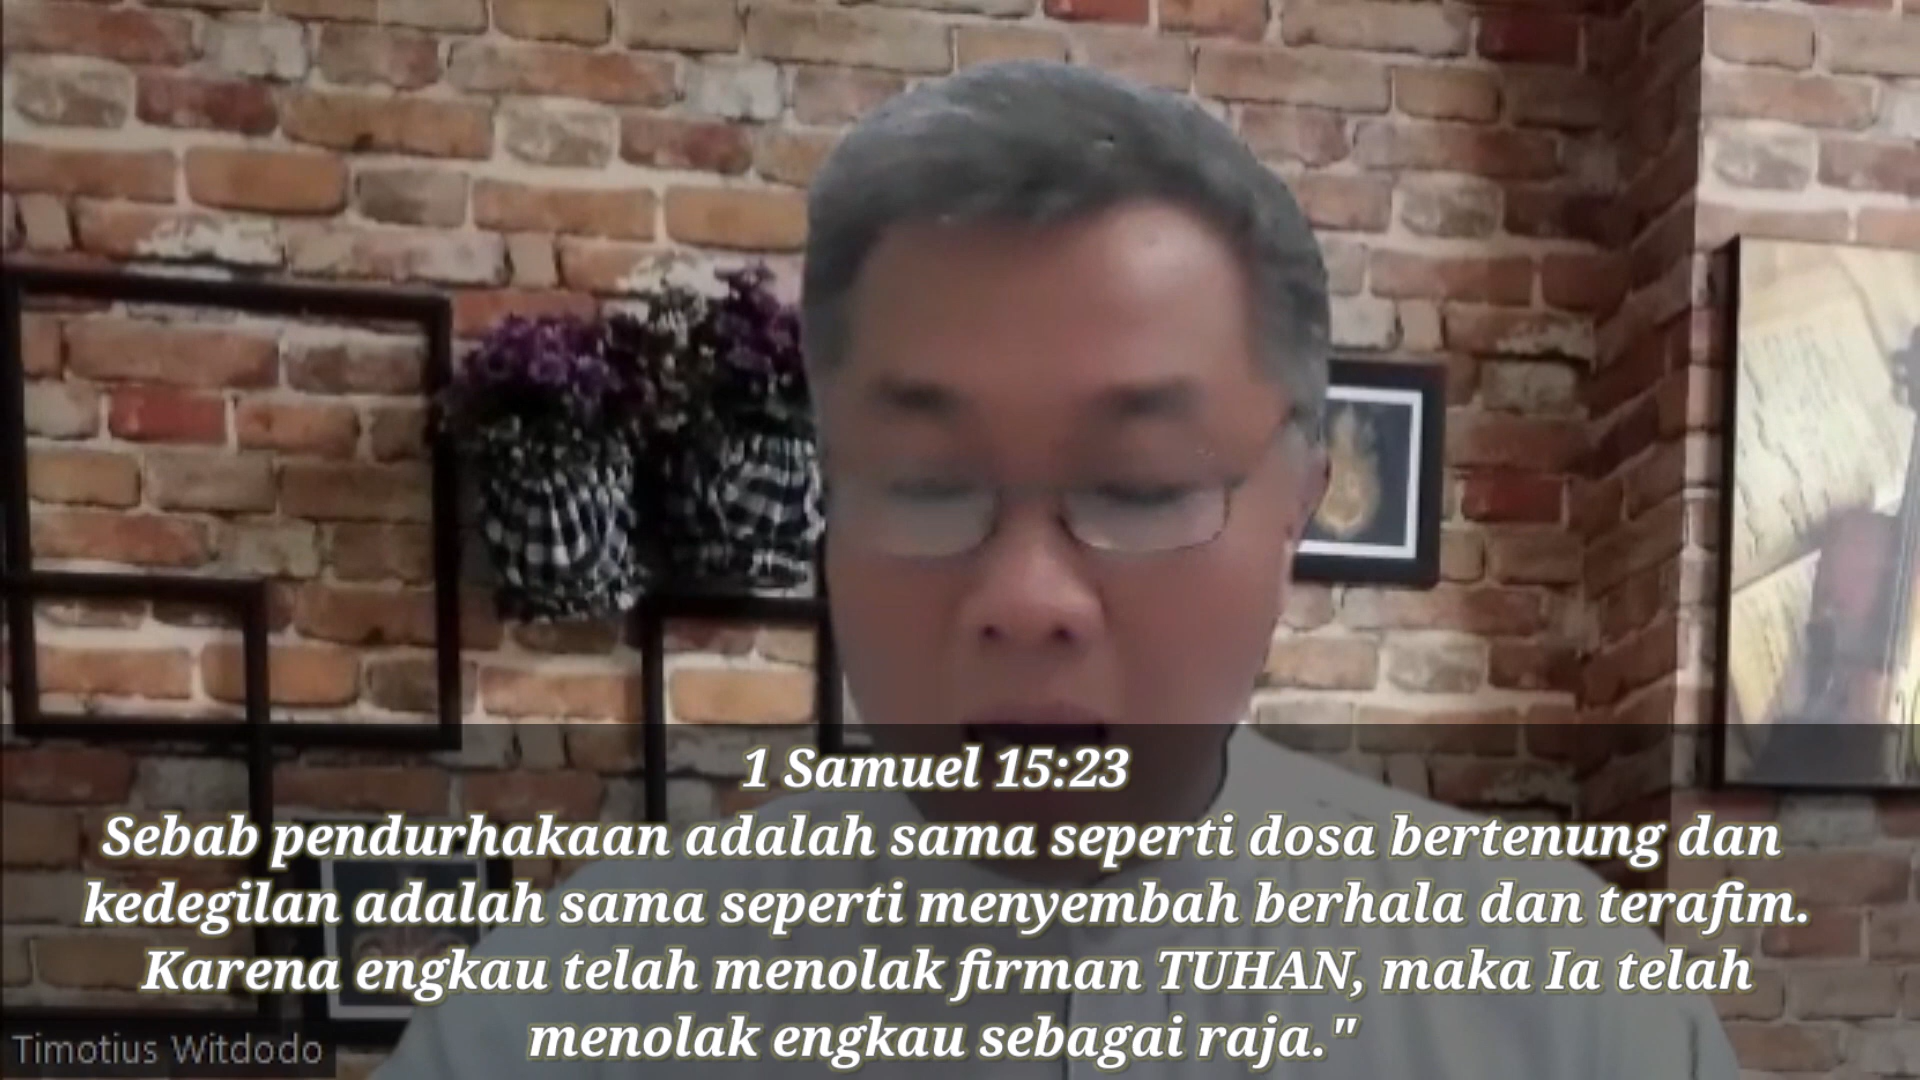 1 Samuel 15:23
Sebab pendurhakaan adalah sama seperti dosa bertenung dan
kedegilan adalah sama seperti menyembah berhala dan terafim.
Karena engkau telah menolak firman TUHAN, maka Ia telah
menolak engkau sebagai raja."
Timotius Witdodo